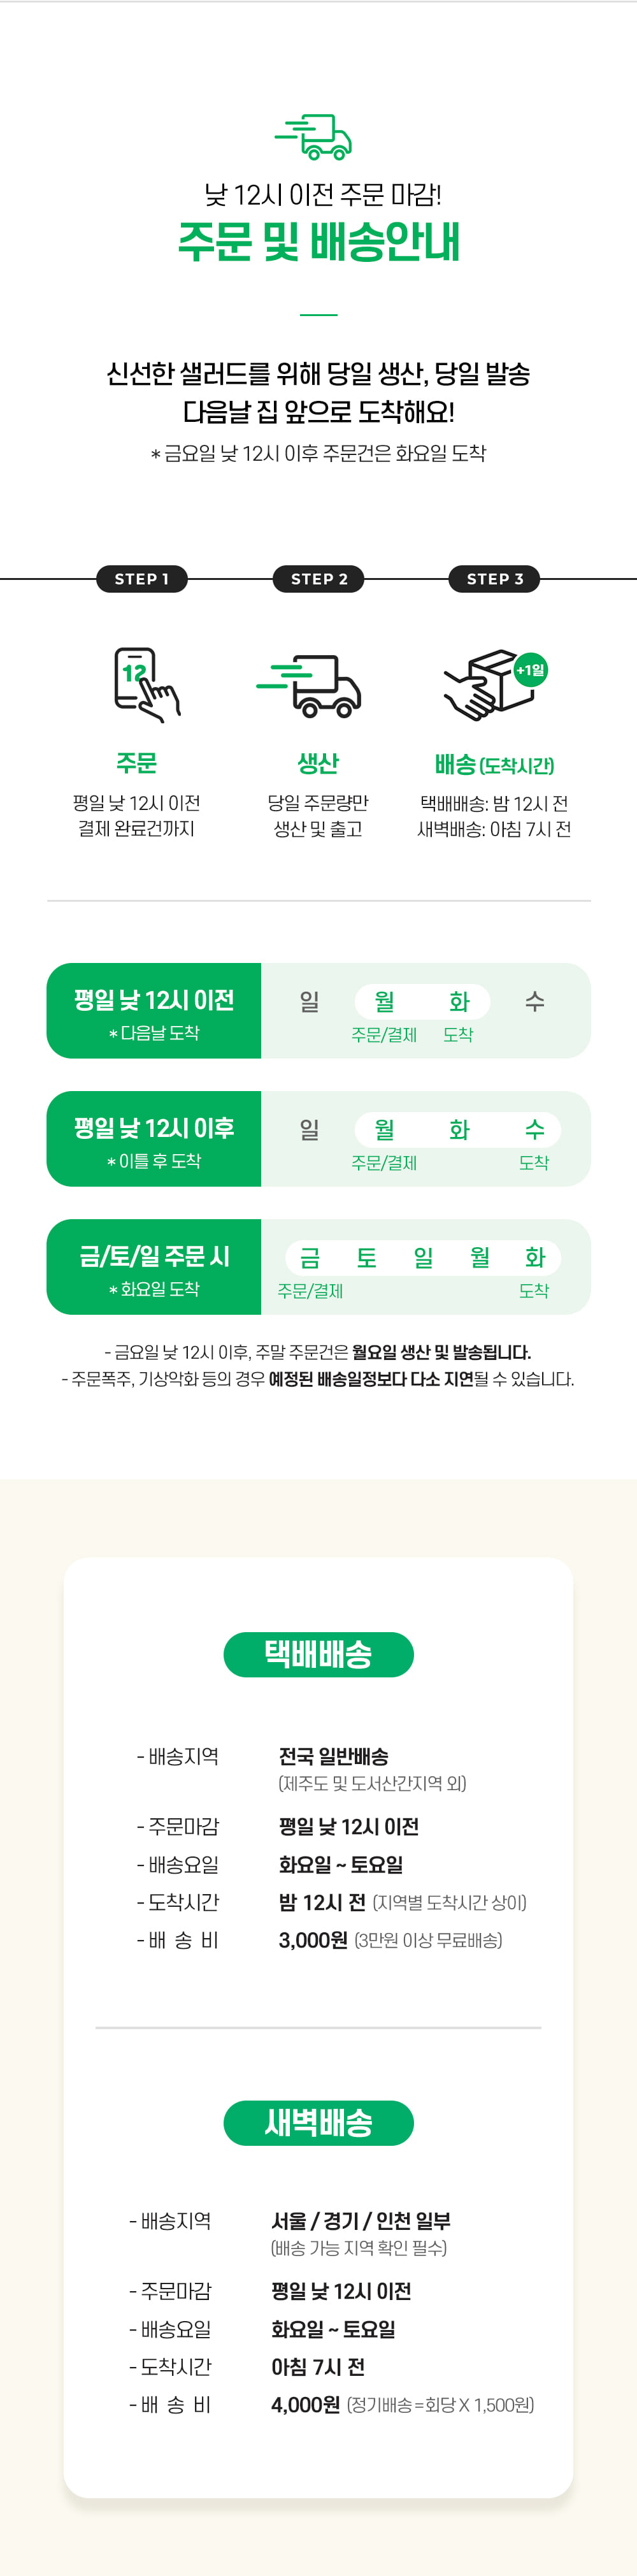 낮 12시 이전 주문 마감!
주문 및 배송안내
신선한 샐러드를 위해 당일 생산, 당일 발송
다음날 집 앞으로 도착해요!
* 금요일 낮 12시 이후 주문건은 화요일 도착
STEP 1 STEP 2 STEP 3
12 +1일
주문 생산 배송 (도착시간)
평일 낮 12시 이전 당일 주문량만 택배배송: 밤 12시 전
결제 완료건까지 생산 및 출고 새벽배송: 아침 7시 전
평일 낮 12시 이전 일 월 화 수
* 다음날 도착 주문/결제 도착
평일 낮 12시 이후 일 월 화 수
* 이틀 후 도착 주문/결제 도착
금/토/일 주문 시 금 토 일 월 화
* 화요일 도착 주문/결제 도착
- 금요일 낮 12시 이후, 주말 주문건은 월요일 생산 및 발송됩니다.
- 주문폭주, 기상악화 등의 경우 예정된 배송일정보다 다소 지연될 수 있습니다.
택배배송
- 배송지역 전국 일반배송
(제주도 및 도서산간지역 외)
- 주문마감 평일 낮 12시 이전
- 배송요일 화요일 ~ 토요일
- 도착시간 밤 12시 전 (지역별 도착시간 상이)
- 배 송 비 3,000원 (3만원 이상 무료배송)
새벽배송
- 배송지역 서울 / 경기 / 인천 일부
(배송 가능 지역 확인 필수)
- 주문마감 평일 낮 12시 이전
- 배송요일 화요일 ~ 토요일
- 도착시간 아침 7시 전
- 배 송 비 4,000원 (정기배송=회당 X 1,500원)